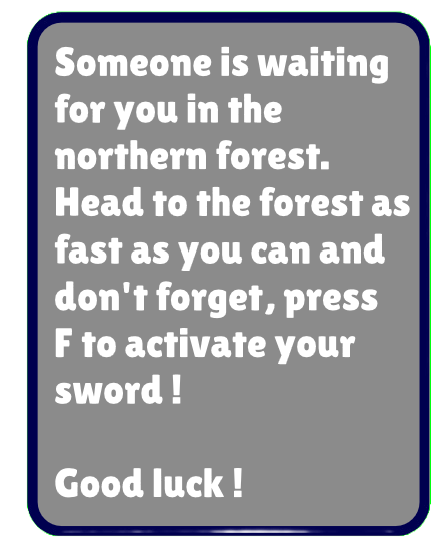 Someone is waiting
for you in the
northern forest.
Head to the forest as
fast as you can and
don't forget, press
F to activate your
sword !
Good luck !